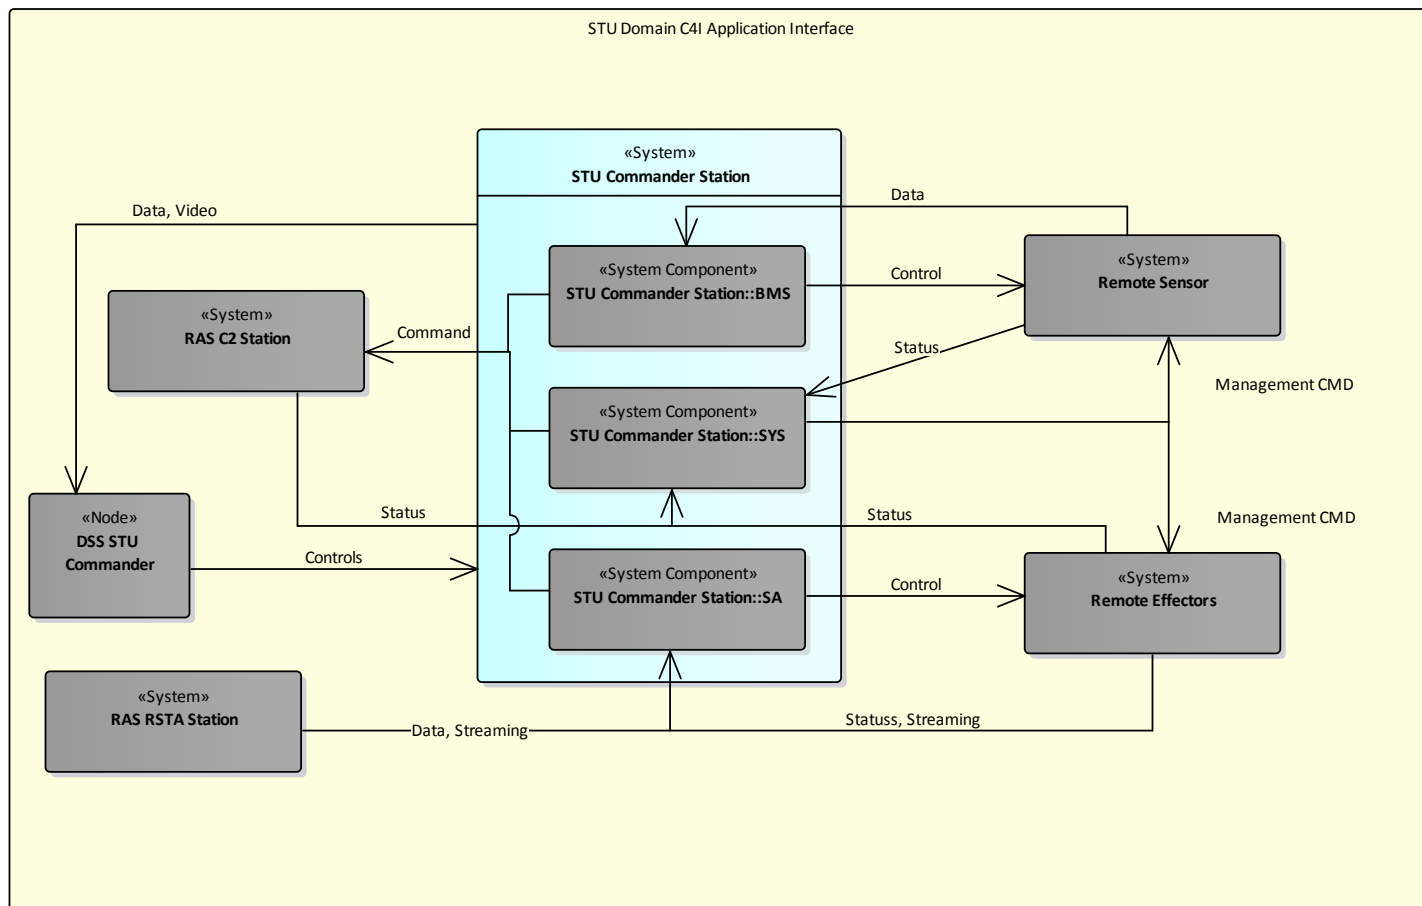 STU Domain C4I Application Interface
«System»
STU Commander Station
Data, Video
Data
«System Component»
STU Commander Station::BMS
Control
«System»
Remote Sensor
«System»
RAS C2 Station
Command
Status
Management CMD
«System Component»
STU Commander Station::SYS
«Node»
DSS STU
Commander
Status
Status
Management CMD
Controls
«System Component»
STU Commander Station::SA
Control
«System»
Remote Effectors
«System»
RAS RSTA Station
Data, Streaming
Statuss, Streaming